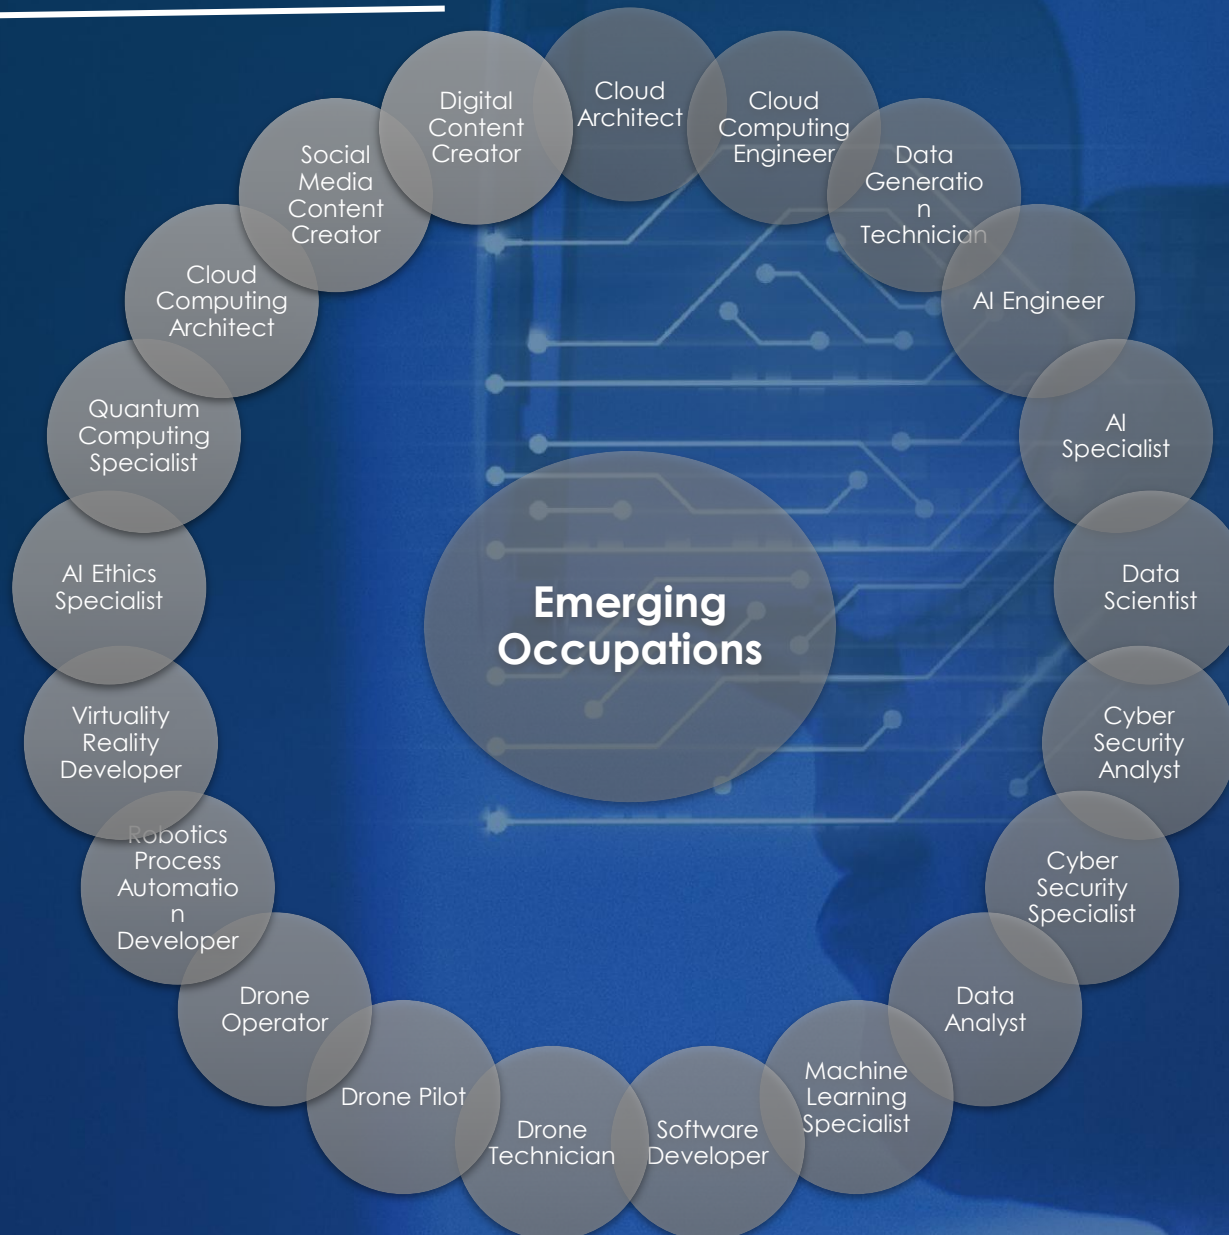 Cloud
Architect
Cloud
Computing
Engineer
Data
Generatio
n
Technician
AI Engineer
AI
Specialist
Data
Scientist
Cyber
Security
Analyst
Cyber
Security
Specialist
Data
Analyst
Machine
Learning
Specialist
Software
Developer
Drone
Technician
Drone Pilot
Drone
Operator
Robotics
Process
Automatio
n
Developer
Virtuality
Reality
Developer
AI Ethics
Specialist
Quantum
Computing
Specialist
Cloud
Computing
Architect
Social
Media
Content
Creator
Digital
Content
Creator
Emerging
Occupations